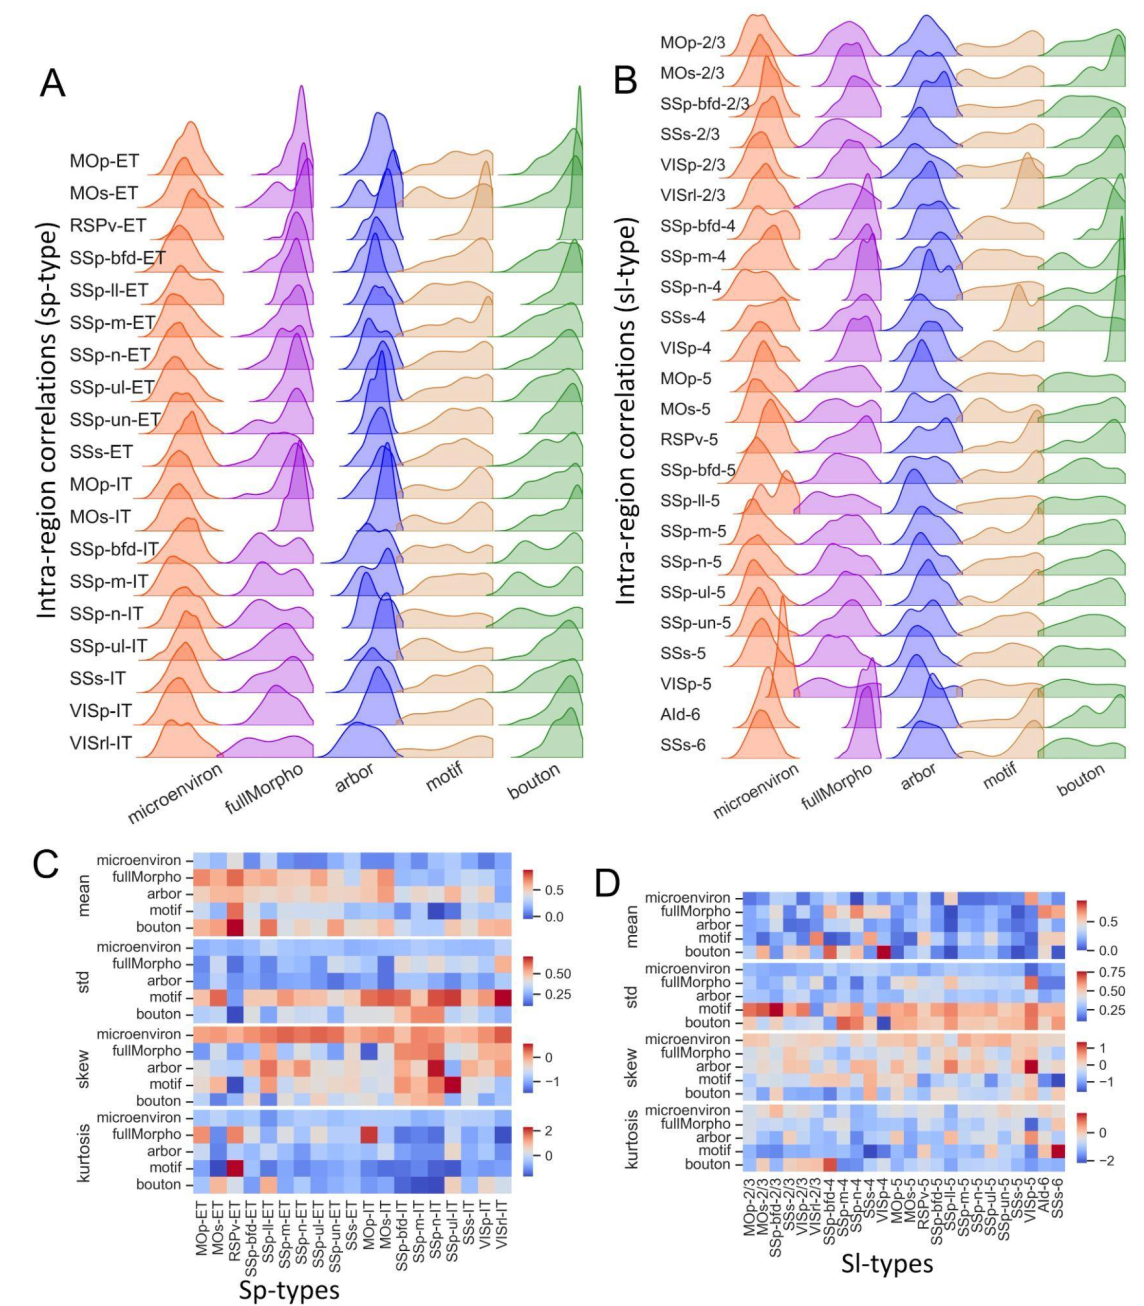 A
Intra-region correlations (sp-type)
MOp-ET
MOs-ET
RSPv-ET
SSp-bfd-ET
SSp-ll-ET
SSp-m-ET
SSp-n-ET
SSp-ul-ET
SSp-un-ET
SSs-ET
MOp-IT
MOs-IT
SSp-bfd-IT
SSp-m-IT
SSp-n-IT
SSp-ul-IT
SSs-IT
VISp-IT
VISrl-IT
microenviron
fullMorpho
arbor
motif
bouton
B
Intra-region correlations (sl-type)
MOp-2/3
MOs-2/3
SSp-bfd-2/3
SSs-2/3
VISp-2/3
VISrl-2/3
SSp-bfd-4
SSp-m-4
SSp-n-4
SSs-4
VISp-4
MOp-5
MOs-5
RSPv-5
SSp-bfd-5
SSp-ll-5
SSp-m-5
SSp-n-5
SSp-ul-5
SSp-un-5
SSs-5
VISp-5
AId-6
SSs-6
microenviron
fullMorpho
arbor
motif
bouton
C
mean
microenviron
fullMorpho
arbor
motif
bouton
0.5
0.0
std
microenviron
fullMorpho
arbor
motif
bouton
0.50
0.25
skew
microenviron
fullMorpho
arbor
motif
bouton
0
−1
kurtosis
microenviron
fullMorpho
arbor
motif
bouton
2
0
MOp-ET
MOs-ET
RSPv-ET
SSp-bfd-ET
SSp-ll-ET
SSp-m-ET
SSp-n-ET
SSp-ul-ET
SSp-un-ET
SSs-ET
MOp-IT
MOs-IT
SSp-bfd-IT
SSp-m-IT
SSp-n-IT
SSp-ul-IT
SSs-IT
VISp-IT
VISrl-IT
Sp-types
D
mean
microenviron
fullMorpho
arbor
motif
bouton
0.5
0.0
std
microenviron
fullMorpho
arbor
motif
bouton
0.75
0.50
0.25
skew
microenviron
fullMorpho
arbor
motif
bouton
1
0
−1
kurtosis
microenviron
fullMorpho
arbor
motif
bouton
0
−2
MOp-2/3
MOs-2/3
SSp-bfd-2/3
SSs-2/3
VISp-2/3
VISrl-2/3
SSp-bfd-4
SSp-m-4
SSp-n-4
SSs-4
VISp-4
MOp-5
MOs-5
RSPv-5
SSp-bfd-5
SSp-ll-5
SSp-m-5
SSp-n-5
SSp-ul-5
SSp-un-5
SSs-5
VISp-5
AId-6
SSs-6
Sl-types